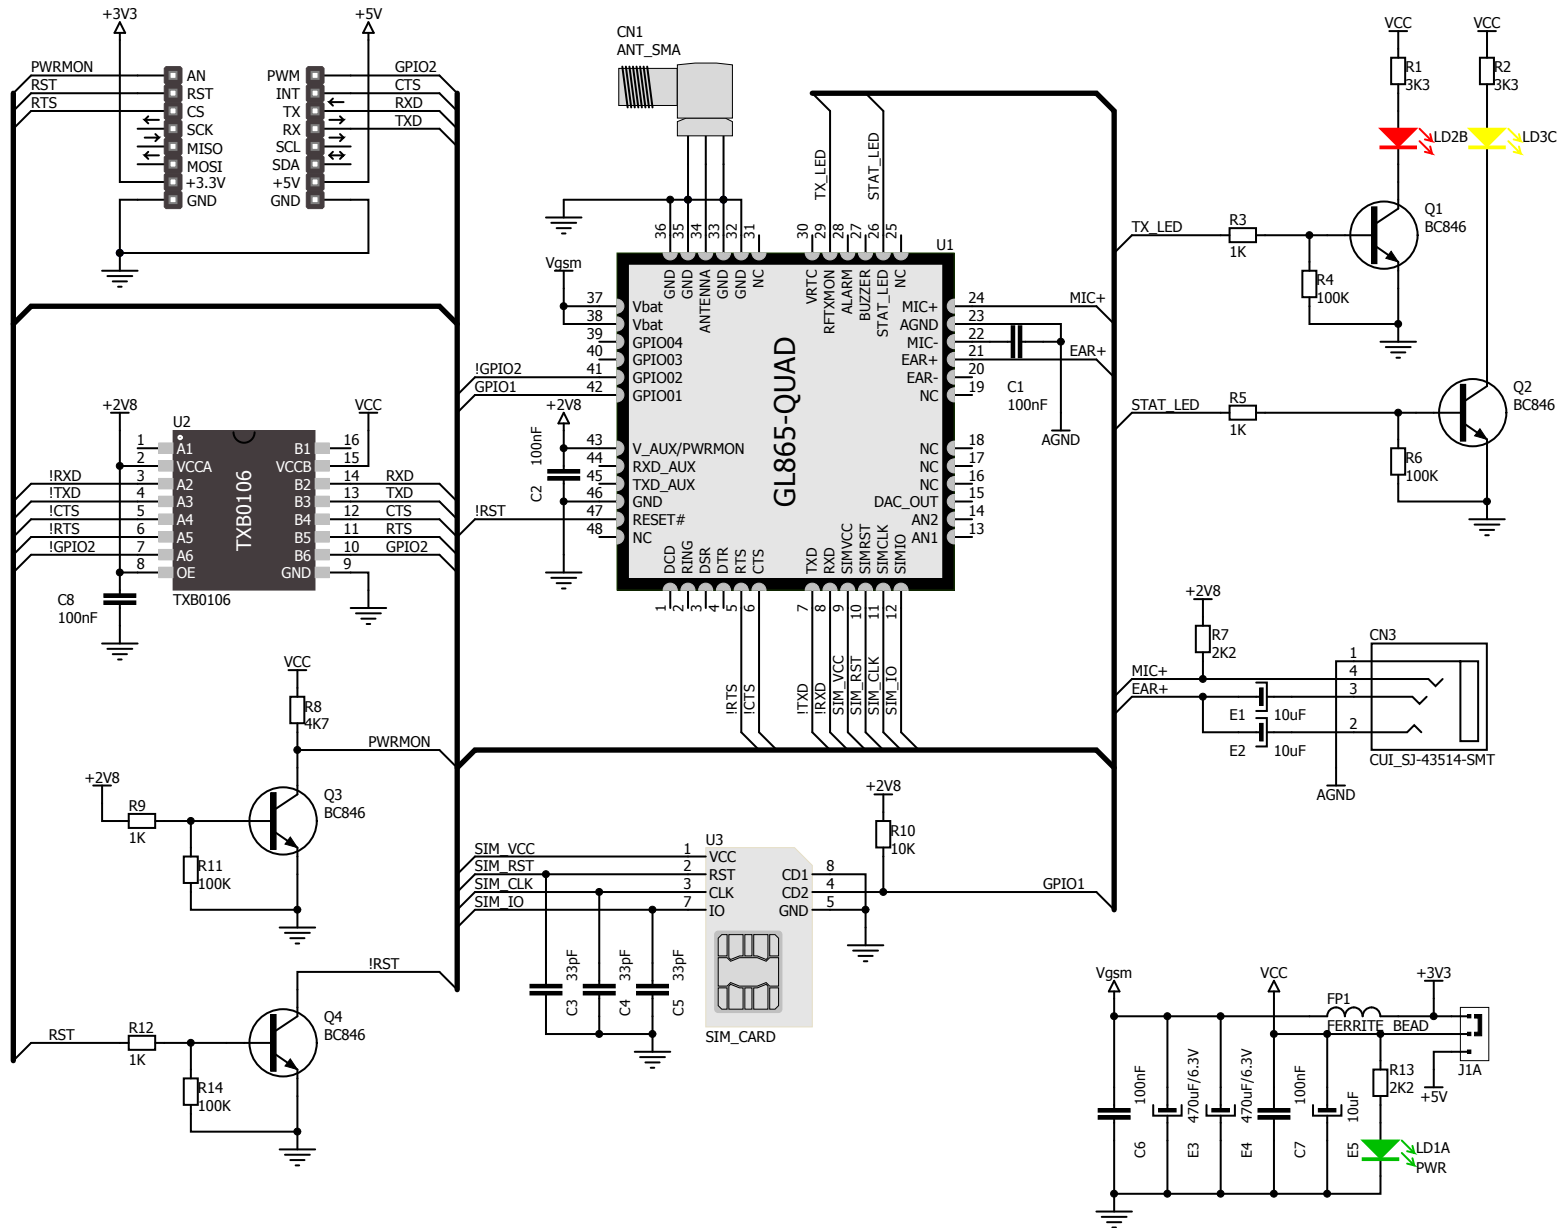 +3V3
+5V
PWRMON
RST
RTS
AN
RST
CS
SCK
MISO
MOSI
+3.3V
GND
PWM
INT
TX
RX
SCL
SDA
+5V
GND
GPIO2
CTS
RXD
TXD
CN1
ANT_SMA
VCC
R1
3K3
LD2B
VCC
R2
3K3
LD3C
TX_LED
R3
1K
R4
100K
Q1
BC846
STAT_LED
R5
1K
R6
100K
Q2
BC846
TX_LED
STAT_LED
U1
36
35
34
33
32
31
30
29
28
27
26
25
GND
GND
ANTENNA
GND
GND
NC
VRTC
RFTXMON
ALARM
BUZZER
STAT_LED
NC
Vgsm
37 Vbat
38 Vbat
39 GPIO04
40 GPIO03
!GPIO2 41 GPIO02
GPIO1 42 GPIO01
+2V8
100nF
C2
43 V_AUX/PWRMON
44 RXD_AUX
45 TXD_AUX
46 GND
!RST 47 RESET#
48 NC
GL865-QUAD
MIC+ 24 MIC+
AGND 23
MIC- 22
EAR+ 21 EAR+
EAR- 20
NC 19
C1
100nF
AGND
NC 18
NC 17
NC 16
DAC_OUT 15
AN2 14
AN1 13
DCD
RING
DSR
DTR
RTS
CTS
TXD
RXD
SIMVCC
SIMRST
SIMCLK
SIMIO
1
2
3
4
5
6
7
8
9
10
11
12
!RTS
!CTS
!TXD
!RXD
SIM_VCC
SIM_RST
SIM_CLK
SIM_IO
+2V8
U2
VCC
1 A1
2 VCCA
!RXD 3 A2
!TXD 4 A3
!CTS 5 A4
!RTS 6 A5
!GPIO2 7 A6
8 OE
TXB0106
B1 16
VCCB 15
B2 14 RXD
B3 13 TXD
B4 12 CTS
B5 11 RTS
B6 10 GPIO2
GND 9
TXB0106
C8
100nF
VCC
R8
4K7
PWRMON
+2V8
R9
1K
Q3
BC846
R11
100K
!RST
RST
R12
1K
Q4
BC846
R14
100K
+2V8
R7
2K2
CN3
MIC+
EAR+
1
4
3
2
E1
10uF
E2
10uF
CUI_SJ-43514-SMT
AGND
+2V8
R10
10K
GPIO1
U3
SIM_VCC 1 VCC
SIM_RST 2 RST
SIM_CLK 3 CLK
SIM_IO 7 IO
CD1 8
CD2 4
GND 5
SIM_CARD
33pF
C3
33pF
C4
33pF
C5
Vgsm
VCC
+3V3
FP1
FERRITE BEAD
J1A
+5V
R13
2K2
100nF
C6
470uF/6.3V
E3
470uF/6.3V
E4
100nF
C7
10uF
E5
LD1A
PWR